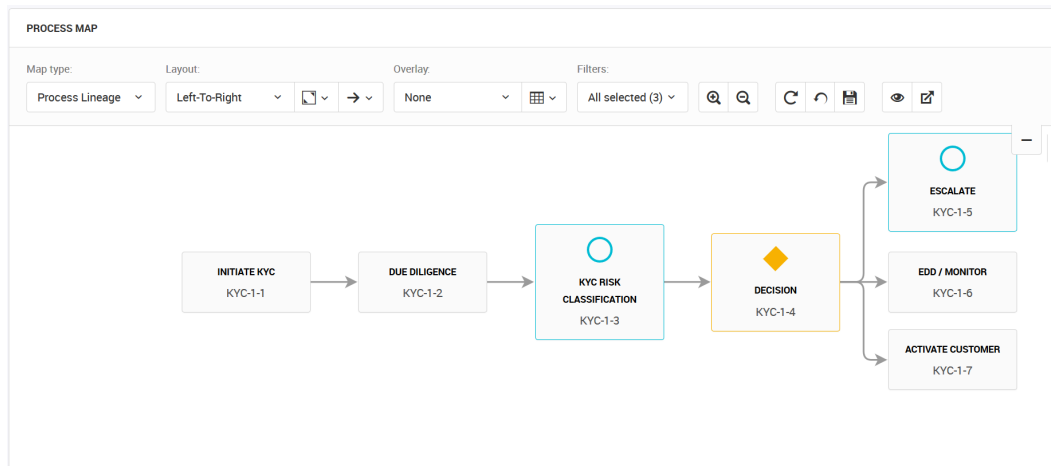 PROCESS MAP
Map type:
Layout:
Overlay:
Filters:
Process Lineage
Left-To-Right
None
All selected (3)
INITIATE KYC
KYC-1-1
DUE DILIGENCE
KYC-1-2
KYC RISK
CLASSIFICATION
KYC-1-3
DECISION
KYC-1-4
ESCALATE
KYC-1-5
EDD / MONITOR
KYC-1-6
ACTIVATE CUSTOMER
KYC-1-7